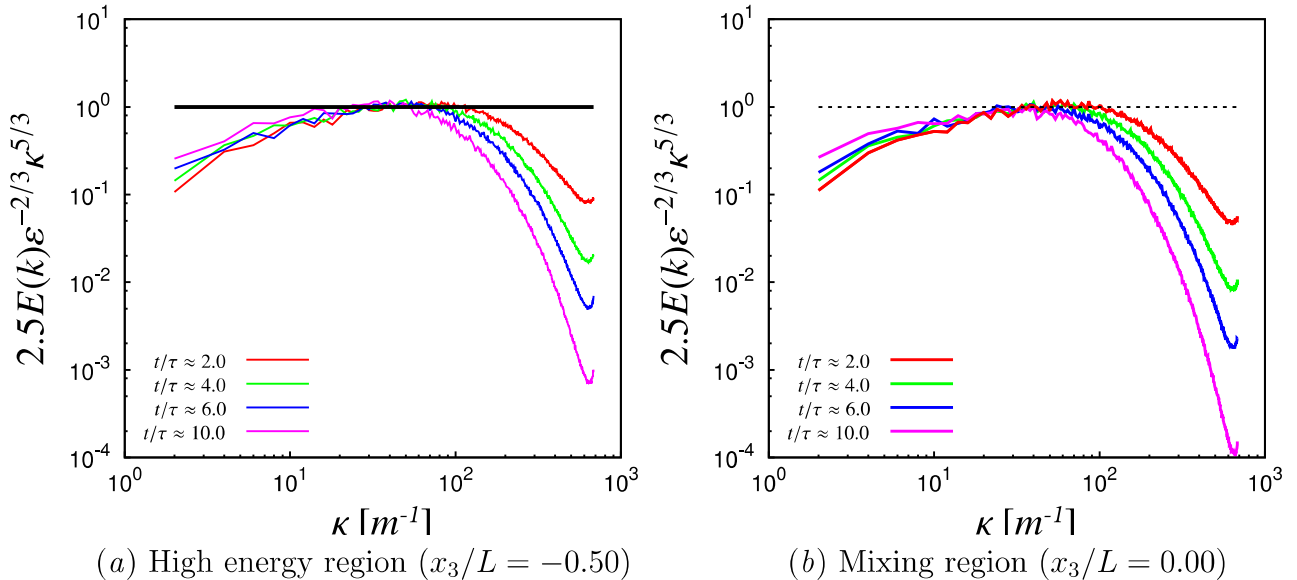 10^1
10^0
10^-1
10^-2
10^-3
10^-4
2.5E(k)ε^−2/3κ^5/3
t/τ ≈ 2.0
t/τ ≈ 4.0
t/τ ≈ 6.0
t/τ ≈ 10.0
10^0 10^1 10^2 10^3
κ [m^-1]
(a) High energy region (x_3/L = −0.50)
10^1
10^0
10^-1
10^-2
10^-3
10^-4
2.5E(k)ε^−2/3κ^5/3
t/τ ≈ 2.0
t/τ ≈ 4.0
t/τ ≈ 6.0
t/τ ≈ 10.0
10^0 10^1 10^2 10^3
κ [m^-1]
(b) Mixing region (x_3/L = 0.00)